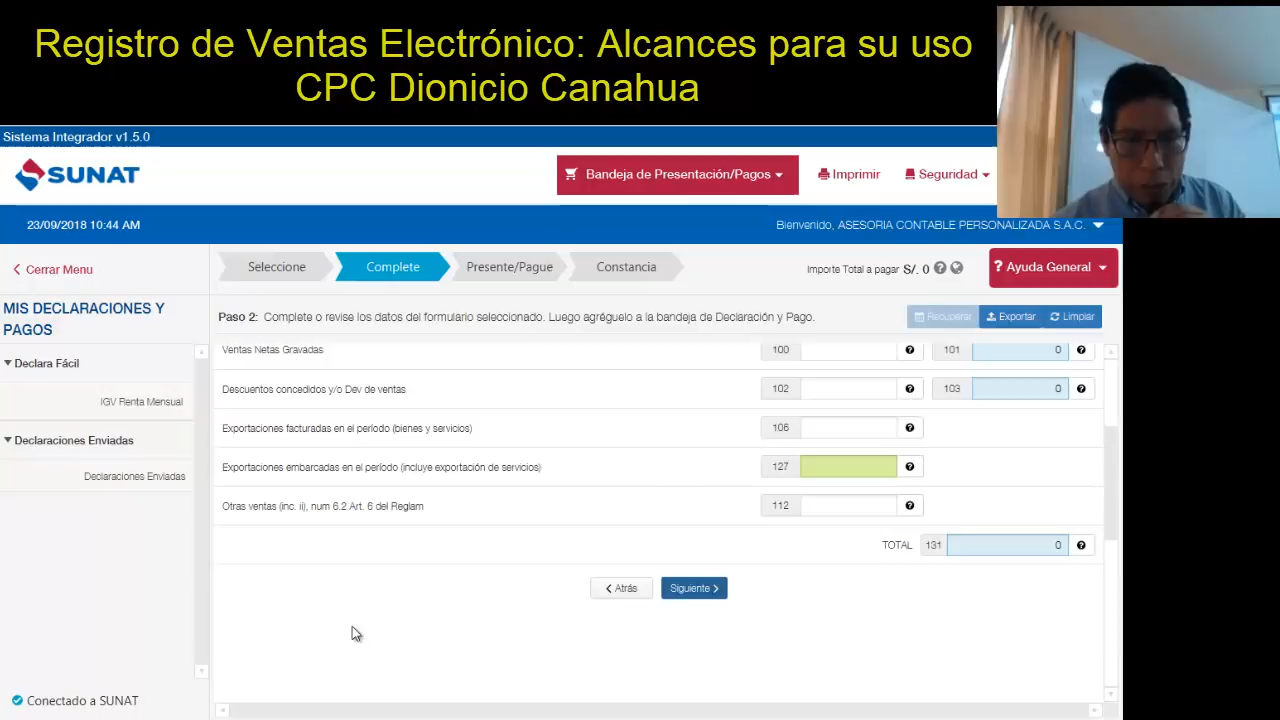 Registro de Ventas Electrónico: Alcances para su uso
CPC Dionicio Canahua
Sistema Integrador v1.5.0
SUNAT
Bandeja de Presentación/Pagos
Imprimir
Seguridad
23/09/2018 10:44 AM
Bienvenido, ASESORIA CONTABLE PERSONALIZADA S.A.C.
Cerrar Menu
Seleccione
Complete
Presente/Pague
Constancia
Importe Total a pagar S/. 0
? Ayuda General
MIS DECLARACIONES Y
PAGOS
Paso 2: Complete o revise los datos del formulario seleccionado. Luego agréguelo a la bandeja de Declaración y Pago.
Recuperar
Exportar
Limpiar
Declara Fácil
IGV Renta Mensual
Declaraciones Enviadas
Declaraciones Enviadas
Ventas Netas Gravadas 100 101 0
Descuentos concedidos y/o Dev de ventas 102 103 0
Exportaciones facturadas en el período (bienes y servicios) 106
Exportaciones embarcadas en el período (incluye exportación de servicios) 127
Otras ventas (inc. ii), num 6.2 Art. 6 del Reglam 112
TOTAL 131 0
Atrás
Siguiente
Conectado a SUNAT